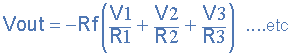 Vout = -Rf(V1/R1 + V2/R2 + V3/R3) ....etc